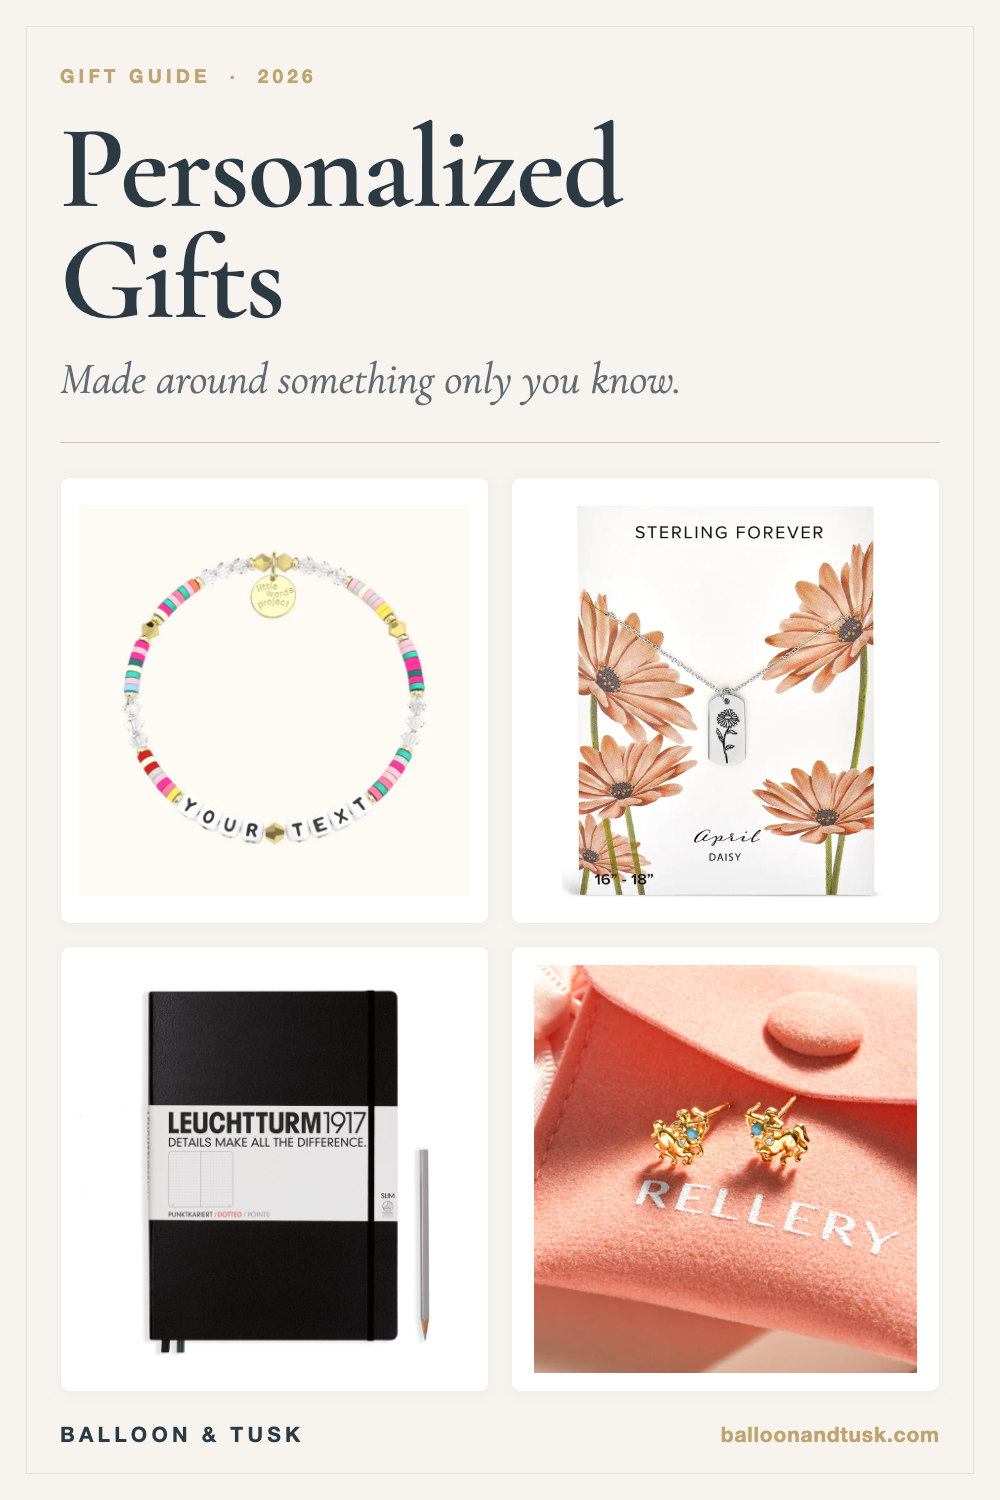 GIFT GUIDE · 2026
Personalized
Gifts
Made around something only you know.
little
words
project
YOUR TEXT
STERLING FOREVER
April
DAISY
16” - 18”
LEUCHTTURM1917
DETAILS MAKE ALL THE DIFFERENCE.
SLIM
PUNKTKARIERT / DOTTED / POINTS
RELLERY
BALLOON & TUSK
balloonandtusk.com